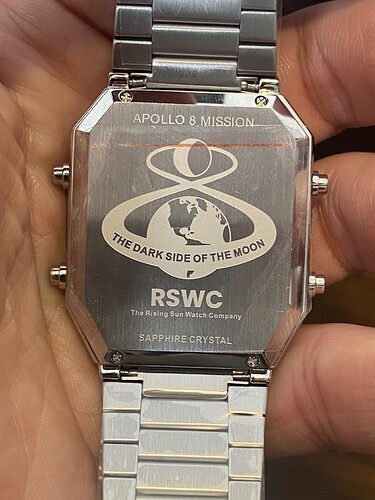 APOLLO 8 MISSION
THE DARK SIDE OF THE MOON
RSWC
The Rising Sun Watch Company
SAPPHIRE CRYSTAL